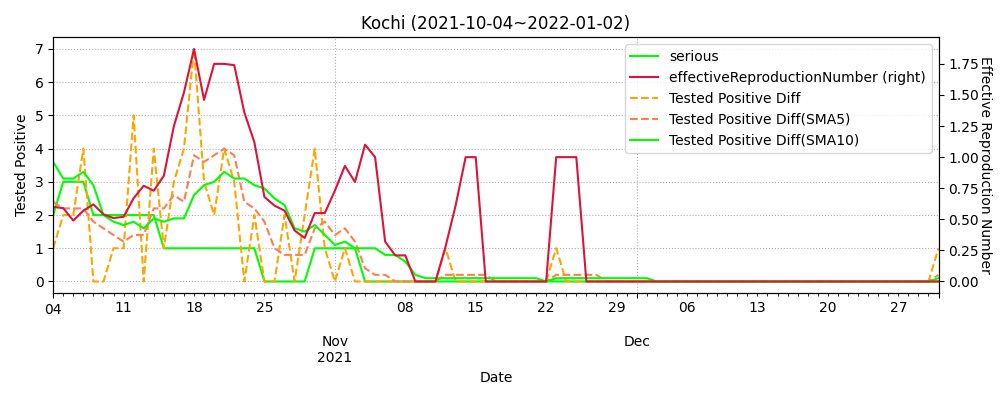 Kochi (2021-10-04~2022-01-02)
serious
effectiveReproductionNumber (right)
Tested Positive Diff
Tested Positive Diff(SMA5)
Tested Positive Diff(SMA10)
Tested Positive
7
6
5
4
3
2
1
0
1.75
1.50
1.25
1.00
0.75
0.50
0.25
0.00
Effective Reproduction Number
04 11 18 25 08 15 22 29 06 13 20 27
Nov Dec
2021
Date